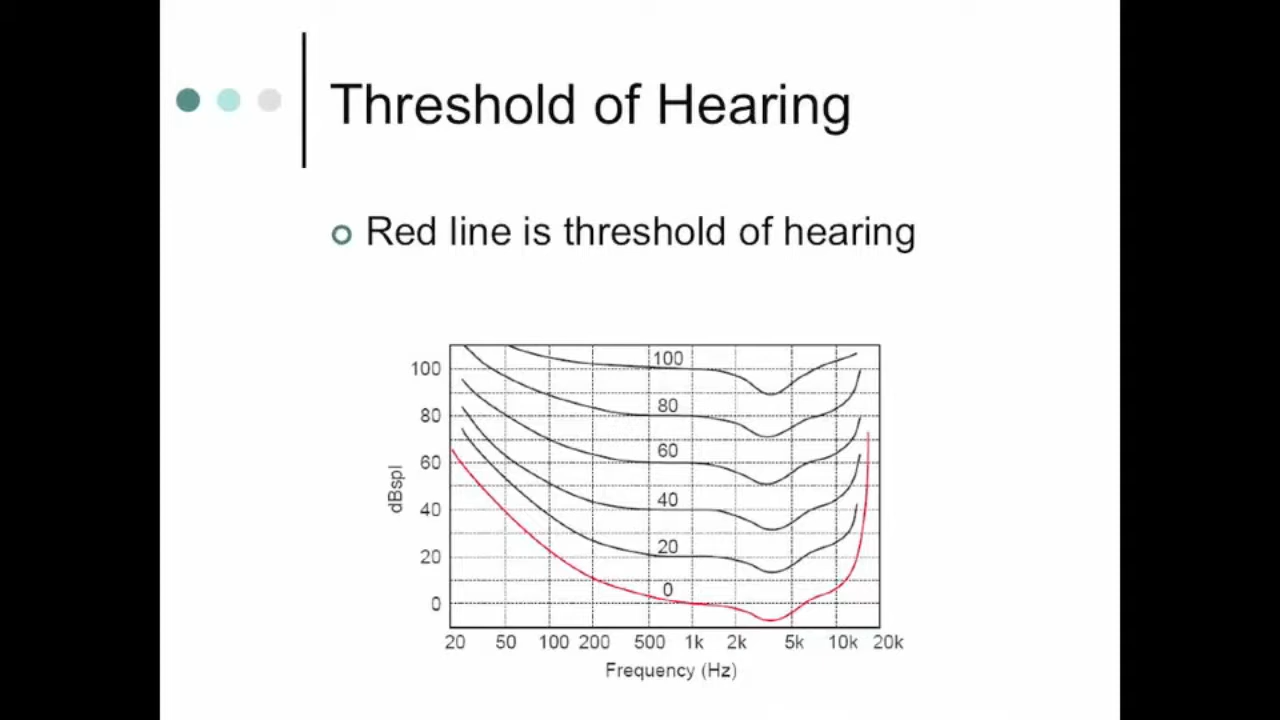 Threshold of Hearing
Red line is threshold of hearing
100
100
80
80
60
60
40
40
20
20
0
0
dBspl
20 50 100 200 500 1k 2k 5k 10k 20k
Frequency (Hz)